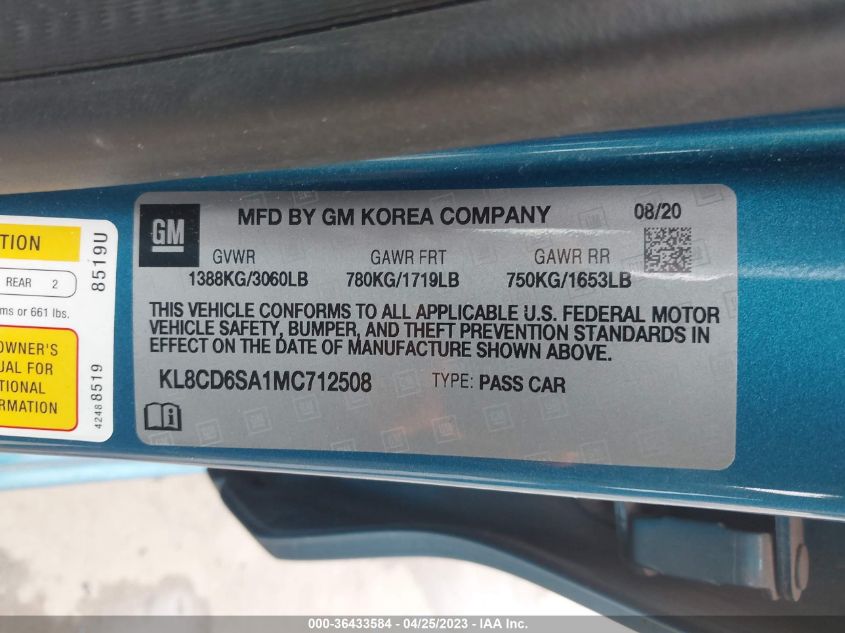 TION
REAR 2
ms or 661 lbs.
OWNER'S
UAL FOR
TIONAL
RMATION
8519U
42488519
GM
MFD BY GM KOREA COMPANY 08/20
GVWR GAWR FRT GAWR RR
1388KG/3060LB 780KG/1719LB 750KG/1653LB
THIS VEHICLE CONFORMS TO ALL APPLICABLE U.S. FEDERAL MOTOR
VEHICLE SAFETY, BUMPER, AND THEFT PREVENTION STANDARDS IN
EFFECT ON THE DATE OF MANUFACTURE SHOWN ABOVE.
KL8CD6SA1MC712508 TYPE: PASS CAR
000-36433584 - 04/25/2023 - IAA Inc.